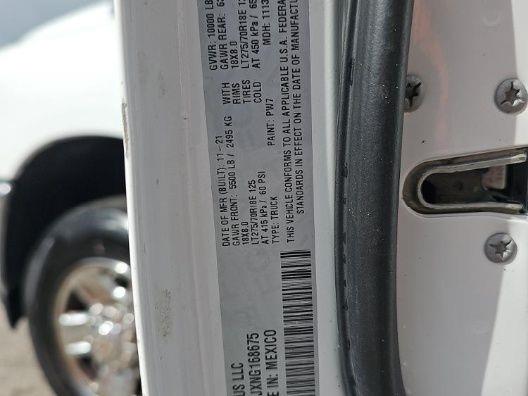 US LLC
DATE OF MFR (BUILT): 11-21 GVWR: 10000 LB
GAWR FRONT: 5500 LB / 2495 KG WITH GAWR REAR:
18X8.0 RIMS 18X8.0
LT275/70R18E 125 TIRES LT275/70R18E
AT 415 KPA / 60 PSI COLD AT 450 KPA /
TYPE: TRUCK PAINT: PW7 MDH:
THIS VEHICLE CONFORMS TO ALL APPLICABLE U.S.A. FEDERAL
STANDARDS IN EFFECT ON THE DATE OF MANUFACTURE
JXNG168675
IN: MEXICO